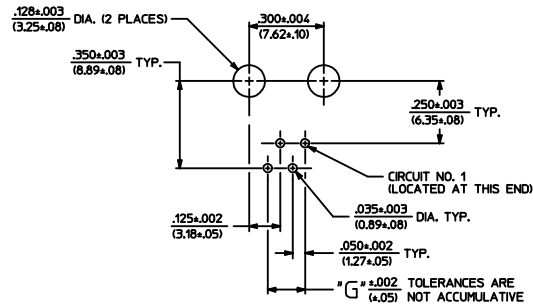 .128±.003
(3.25±.08)
DIA. (2 PLACES)
.300±.004
(7.62±.10)
.350±.003
(8.89±.08)
TYP.
.250±.003
(6.35±.08)
TYP.
CIRCUIT NO. 1
(LOCATED AT THIS END)
.035±.003
(0.89±.08)
DIA. TYP.
.125±.002
(3.18±.05)
.050±.002
(1.27±.05)
TYP.
"G" ±.002
(±.05)
TOLERANCES ARE
NOT ACCUMULATIVE